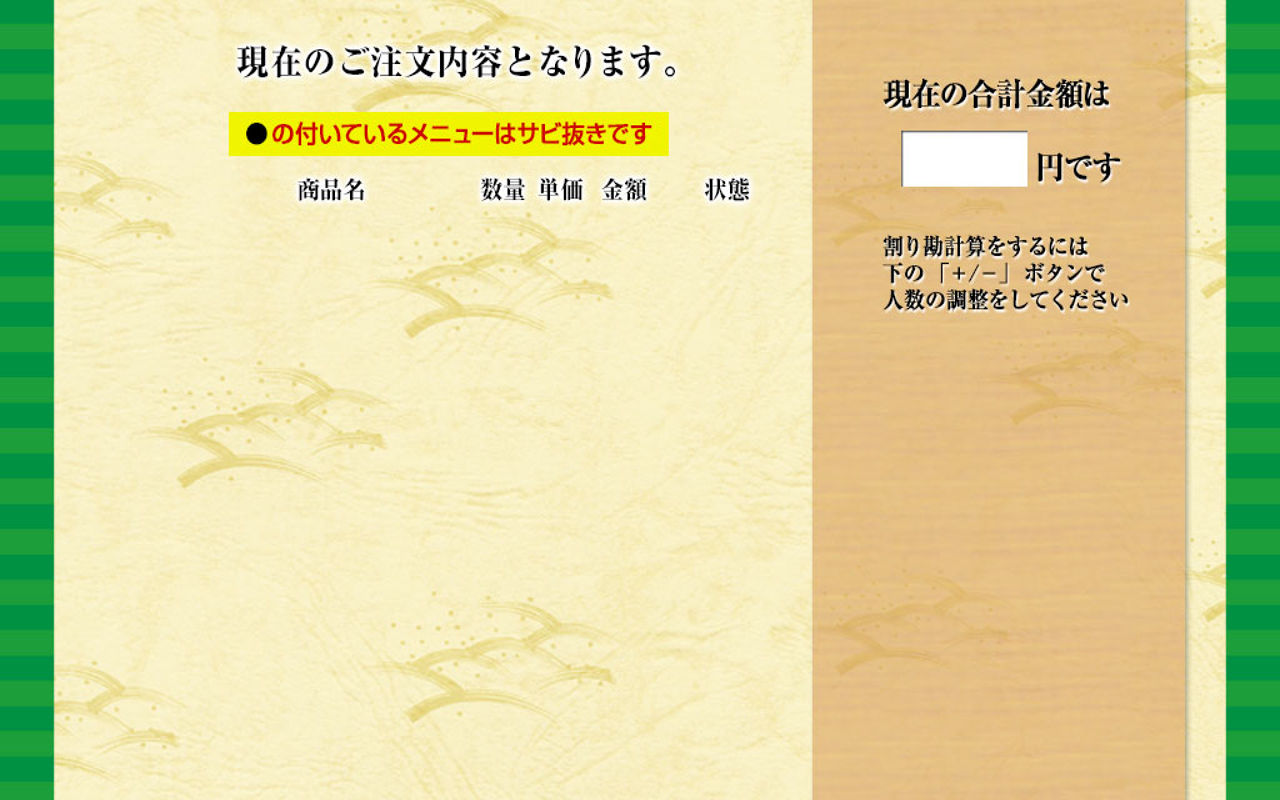 現在のご注文内容となります。
●の付いているメニューはサビ抜きです
商品名 数量 単価 金額 状態
現在の合計金額は
円です
割り勘計算をするには
下の「+/−」ボタンで
人数の調整をしてください